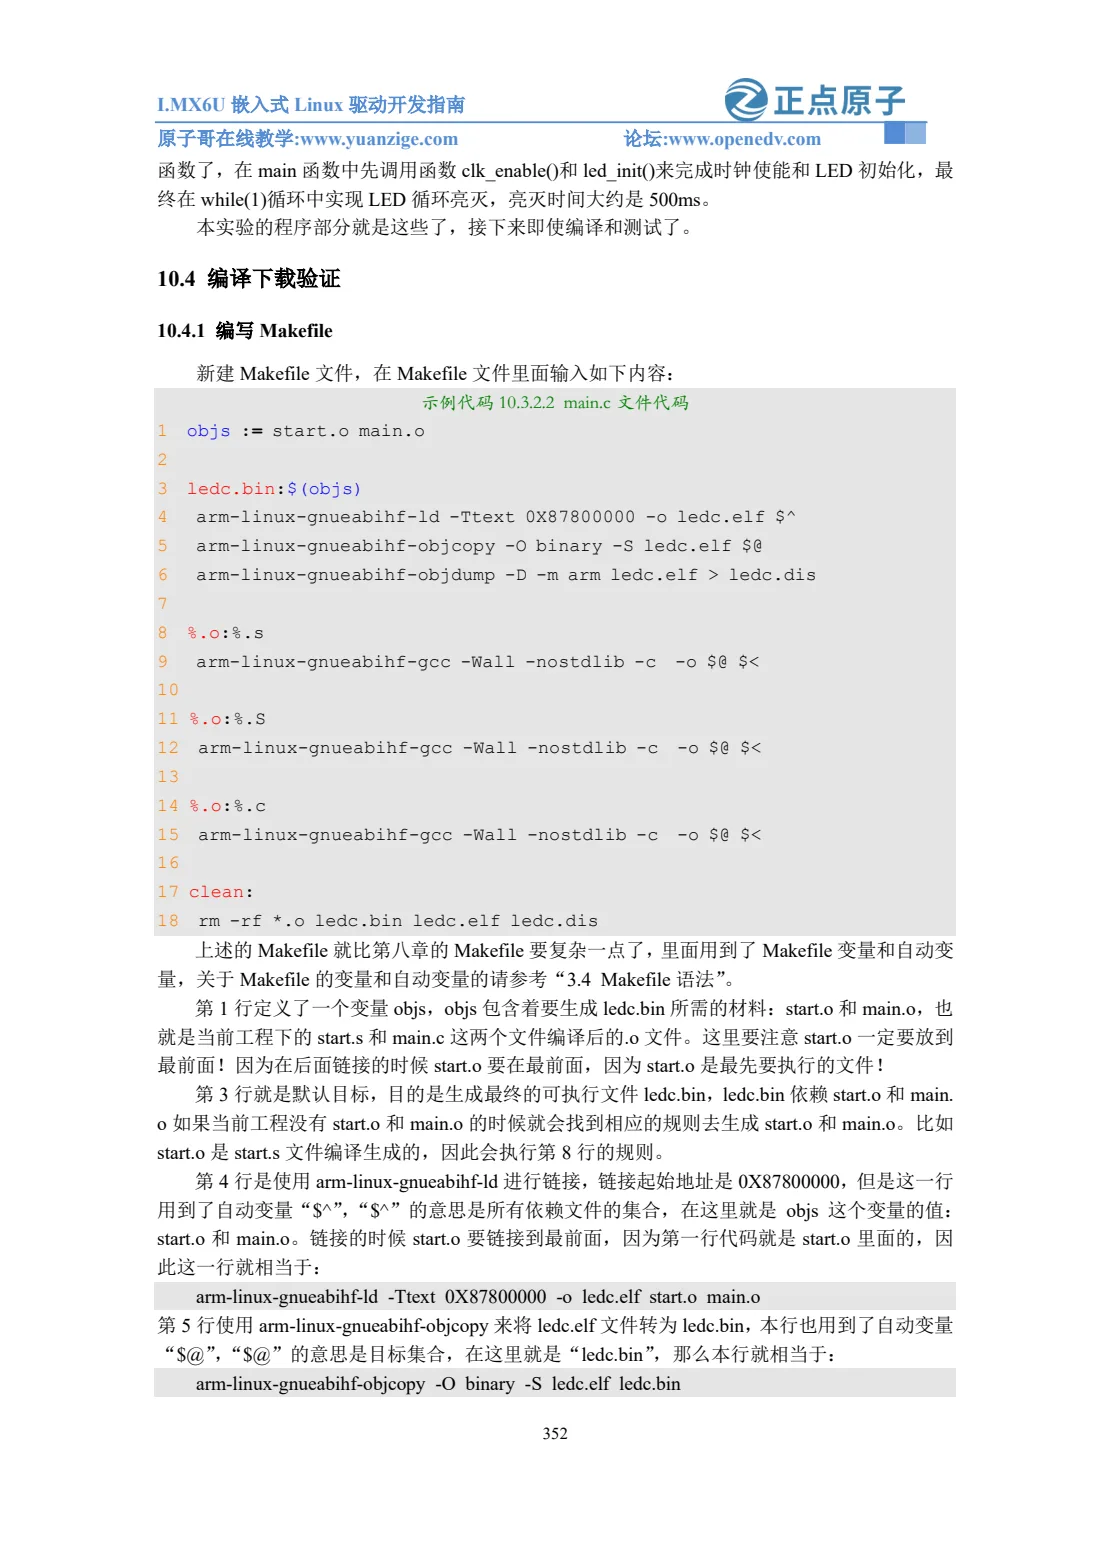 I.MX6U 嵌入式 Linux 驱动开发指南
正点原子
原子哥在线教学:www.yuanzige.com 论坛:www.openedv.com
函数了，在 main 函数中先调用函数 clk_enable()和 led_init()来完成时钟使能和 LED 初始化，最
终在 while(1)循环中实现 LED 循环亮灭，亮灭时间大约是 500ms。
本实验的程序部分就是这些了，接下来即使编译和测试了。
10.4 编译下载验证
10.4.1 编写 Makefile
新建 Makefile 文件，在 Makefile 文件里面输入如下内容：
示例代码 10.3.2.2 main.c 文件代码
1 objs := start.o main.o
2
3 ledc.bin:$(objs)
4 arm-linux-gnueabihf-ld -Ttext 0X87800000 -o ledc.elf $^
5 arm-linux-gnueabihf-objcopy -O binary -S ledc.elf $@
6 arm-linux-gnueabihf-objdump -D -m arm ledc.elf > ledc.dis
7
8 %.o:%.s
9 arm-linux-gnueabihf-gcc -Wall -nostdlib -c -o $@ $<
10
11 %.o:%.S
12 arm-linux-gnueabihf-gcc -Wall -nostdlib -c -o $@ $<
13
14 %.o:%.c
15 arm-linux-gnueabihf-gcc -Wall -nostdlib -c -o $@ $<
16
17 clean:
18 rm -rf *.o ledc.bin ledc.elf ledc.dis
上述的 Makefile 就比第八章的 Makefile 要复杂一点了，里面用到了 Makefile 变量和自动变
量，关于 Makefile 的变量和自动变量的请参考“3.4 Makefile 语法”。
第 1 行定义了一个变量 objs，objs 包含着要生成 ledc.bin 所需的材料：start.o 和 main.o，也
就是当前工程下的 start.s 和 main.c 这两个文件编译后的.o 文件。这里要注意 start.o 一定要放到
最前面！因为在后面链接的时候 start.o 要在最前面，因为 start.o 是最先要执行的文件！
第 3 行就是默认目标，目的是生成最终的可执行文件 ledc.bin，ledc.bin 依赖 start.o 和 main.
o 如果当前工程没有 start.o 和 main.o 的时候就会找到相应的规则去生成 start.o 和 main.o。比如
start.o 是 start.s 文件编译生成的，因此会执行第 8 行的规则。
第 4 行是使用 arm-linux-gnueabihf-ld 进行链接，链接起始地址是 0X87800000，但是这一行
用到了自动变量“$^”，“$^”的意思是所有依赖文件的集合，在这里就是 objs 这个变量的值：
start.o 和 main.o。链接的时候 start.o 要链接到最前面，因为第一行代码就是 start.o 里面的，因
此这一行就相当于：
arm-linux-gnueabihf-ld -Ttext 0X87800000 -o ledc.elf start.o main.o
第 5 行使用 arm-linux-gnueabihf-objcopy 来将 ledc.elf 文件转为 ledc.bin，本行也用到了自动变量
“$@”，“$@”的意思是目标集合，在这里就是“ledc.bin”，那么本行就相当于：
arm-linux-gnueabihf-objcopy -O binary -S ledc.elf ledc.bin
352